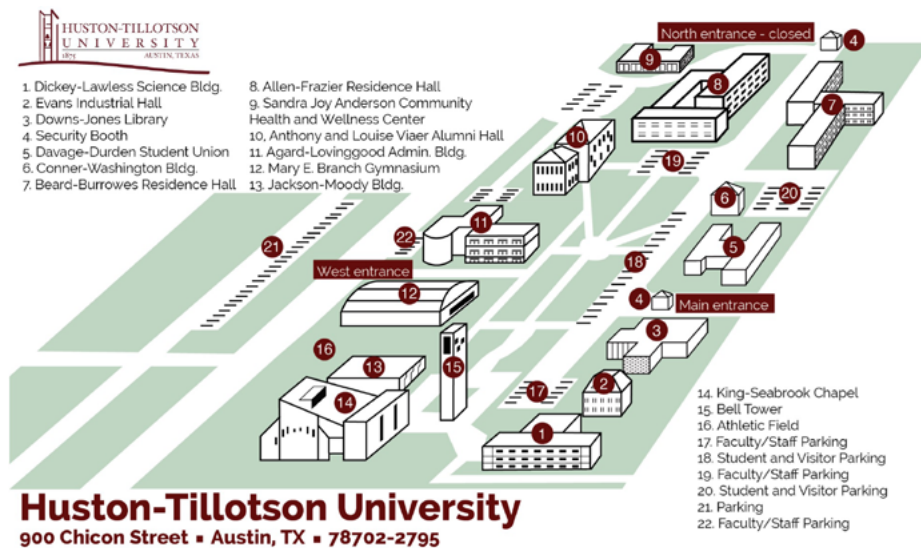 HUSTON-TILLOTSON
UNIVERSITY
1875 AUSTIN, TEXAS
1. Dickey-Lawless Science Bldg.
2. Evans Industrial Hall
3. Downs-Jones Library
4. Security Booth
5. Davage-Durden Student Union
6. Conner-Washington Bldg.
7. Beard-Burrowes Residence Hall
8. Allen-Frazier Residence Hall
9. Sandra Joy Anderson Community
Health and Wellness Center
10, Anthony and Louise Viaer Alumni Hall
11. Agard-Lovinggood Admin. Bldg.
12. Mary E. Branch Gymnasium
13. Jackson-Moody Bldg.
North entrance - closed
4
9
8
7
10
19
20
6
11
22
21
5
18
West entrance
12
4
Main entrance
3
16
13
15
2
17
14
1
14. King-Seabrook Chapel
15. Bell Tower
16. Athletic Field
17. Faculty/Staff Parking
18. Student and Visitor Parking
19. Faculty/Staff Parking
20. Student and Visitor Parking
21. Parking
22. Faculty/Staff Parking
Huston-Tillotson University
900 Chicon Street ▪ Austin, TX ▪ 78702-2795